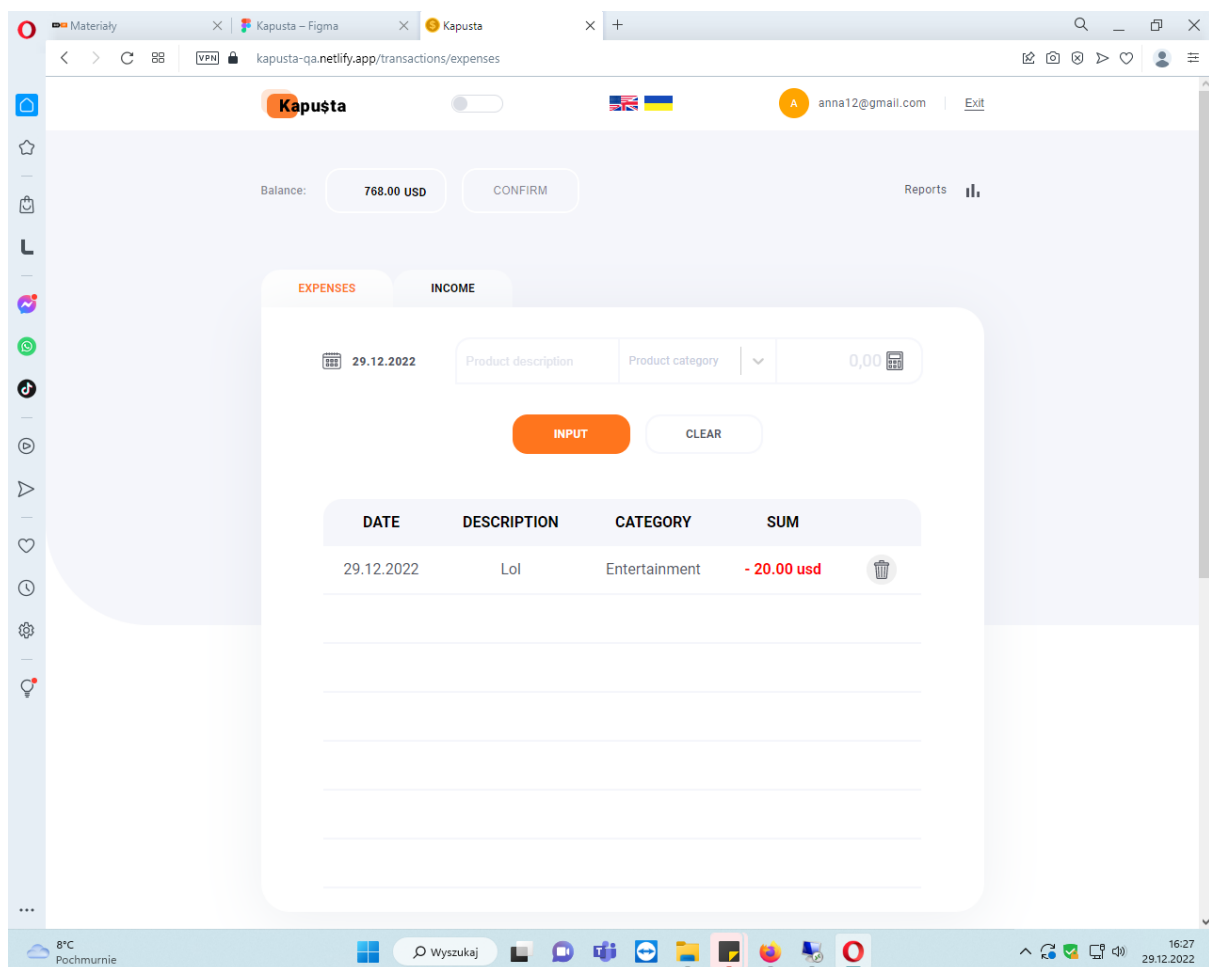 Materiały
Kapusta – Figma
Kapusta
VPN
kapusta-qa.netlify.app/transactions/expenses
Kapu$ta
A
anna12@gmail.com
Exit
Balance:
768.00 USD
CONFIRM
Reports
EXPENSES
INCOME
29.12.2022
Product description
Product category
0,00
INPUT
CLEAR
DATE DESCRIPTION CATEGORY SUM
29.12.2022 Lol Entertainment - 20.00 usd
8°C
Pochmurnie
Wyszukaj
16:27
29.12.2022